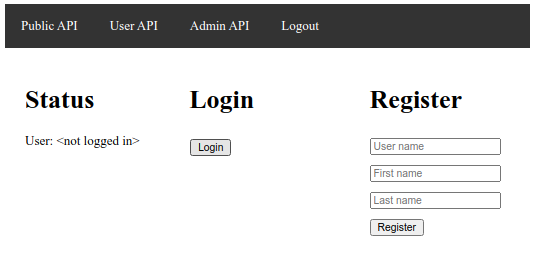 Public API User API Admin API Logout
Status
User: <not logged in>
Login
Login
Register
User name
First name
Last name
Register